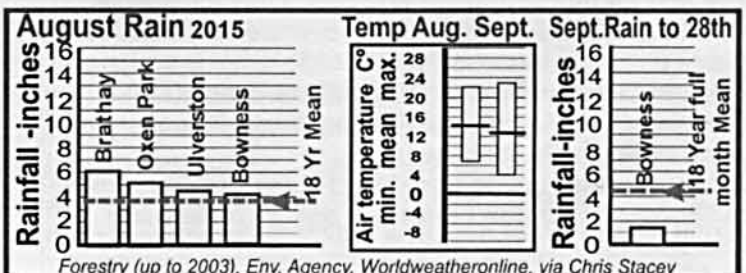 August Rain 2015
Rainfall -inches
16
14
12
10
8
6
4
2
0
Brathay
Oxen Park
Ulverston
Bowness
18 Yr Mean
Temp Aug. Sept.
Air temperature C°
min. mean max.
28
24
20
16
12
8
4
0
-4
-8
Sept.Rain to 28th
Rainfall-inches
16
14
12
10
8
6
4
2
0
Bowness
18 Year full
month Mean
Forestry (up to 2003), Env. Agency, Worldweatheronline, via Chris Stacey